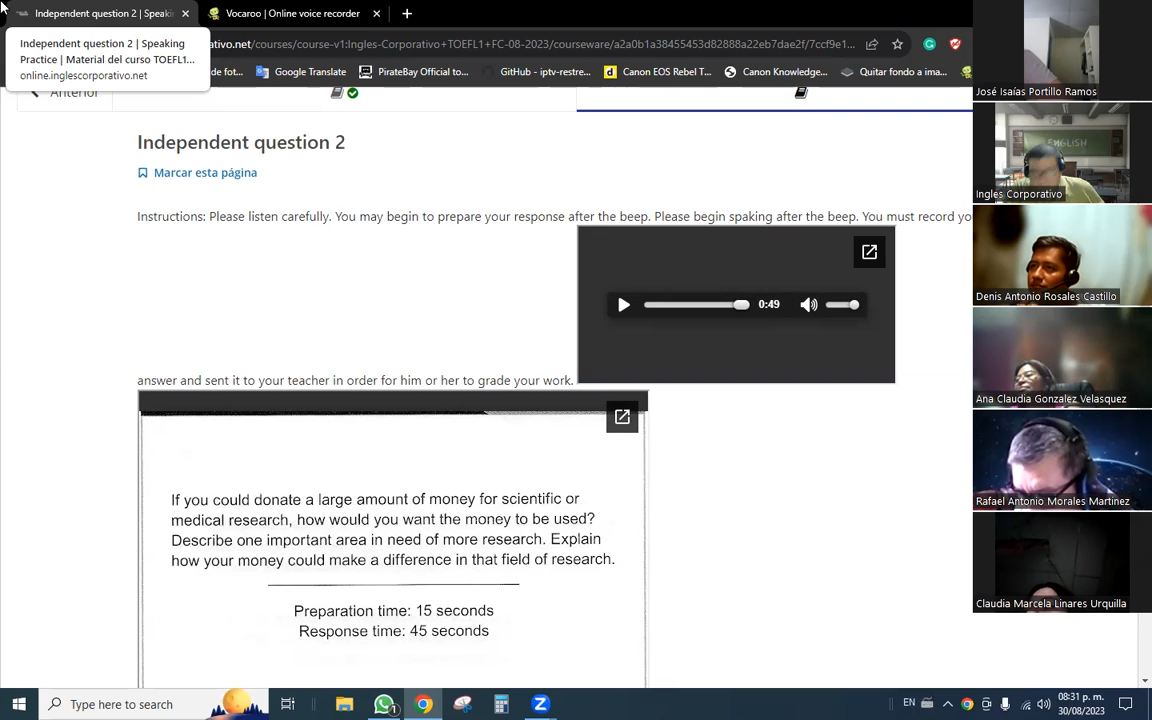 Independent question 2 | Speaki
Vocaroo | Online voice recorder
Independent question 2 | Speaking
Practice | Material del curso TOEFL1...
online.inglescorporativo.net
ativo.net/courses/course-v1:Ingles-Corporativo+TOEFL1+FC-08-2023/courseware/a2a0b1a38455453d82888a22eb7dae2f/7ccf9e1...
de fot...
Google Translate
PirateBay Official to...
GitHub - iptv-restre...
Canon EOS Rebel T...
Canon Knowledge...
Quitar fondo a ima...
Anterior
Independent question 2
Marcar esta página
Instructions: Please listen carefully. You may begin to prepare your response after the beep. Please begin spaking after the beep. You must record yo
0:49
answer and sent it to your teacher in order for him or her to grade your work.
If you could donate a large amount of money for scientific or
medical research, how would you want the money to be used?
Describe one important area in need of more research. Explain
how your money could make a difference in that field of research.
Preparation time: 15 seconds
Response time: 45 seconds
José Isaías Portillo Ramos
ENGLISH
Ingles Corporativo
Denis Antonio Rosales Castillo
Ana Claudia Gonzalez Velasquez
Rafael Antonio Morales Martinez
Claudia Marcela Linares Urquilla
Type here to search
1
EN
08:31 p. m.
30/08/2023